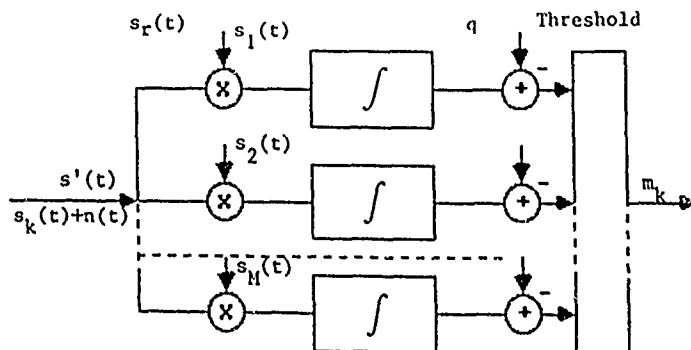 s_r(t) s_1(t) q Threshold
x ∫ + -
s_2(t)
s'(t) x ∫ + - m_k
s_k(t)+n(t)
s_M(t)
x ∫ + -